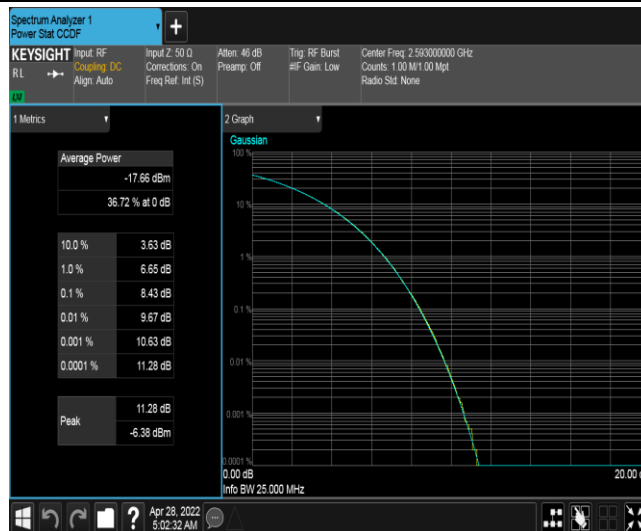 Spectrum Analyzer 1
Power Stat CCDF
+
KEYSIGHT
RL
Input: RF
Coupling: DC
Align: Auto
Input Z: 50 Ω
Corrections: On
Freq Ref: Int (S)
Atten: 46 dB
Preamp: Off
Trig: RF Burst
#IF Gain: Low
Center Freq: 2.593000000 GHz
Counts: 1.00 M/1.00 Mpt
Radio Std: None
1 Metrics
Average Power
-17.66 dBm
36.72 % at 0 dB
10.0 % 3.63 dB
1.0 % 6.65 dB
0.1 % 8.43 dB
0.01 % 9.67 dB
0.001 % 10.63 dB
0.0001 % 11.28 dB
Peak
11.28 dB
-6.38 dBm
2 Graph
Gaussian
100 %
10 %
1 %
0.1 %
0.01 %
0.001 %
0.0001 %
0.00 dB
20.00
Info BW 25.000 MHz
?
Apr 28, 2022
5:02:32 AM